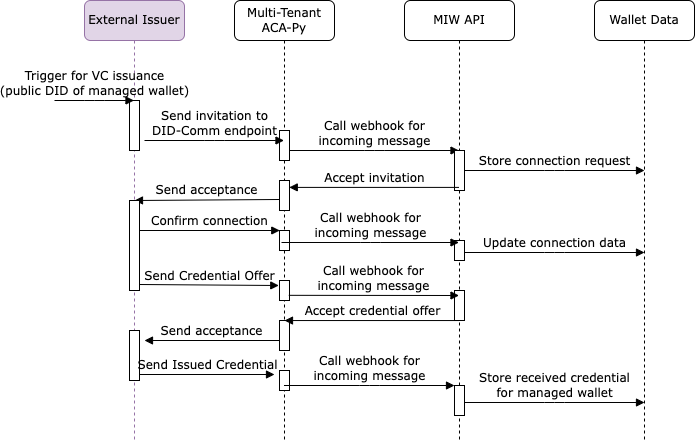 External Issuer
Multi-Tenant
ACA-Py
MIW API
Wallet Data
Trigger for VC issuance
(public DID of managed wallet)
Send invitation to
DID-Comm endpoint
Call webhook for
incoming message
Store connection request
Accept invitation
Send acceptance
Confirm connection
Call webhook for
incoming message
Update connection data
Send Credential Offer
Call webhook for
incoming message
Accept credential offer
Send acceptance
Send Issued Credential
Call webhook for
incoming message
Store received credential
for managed wallet